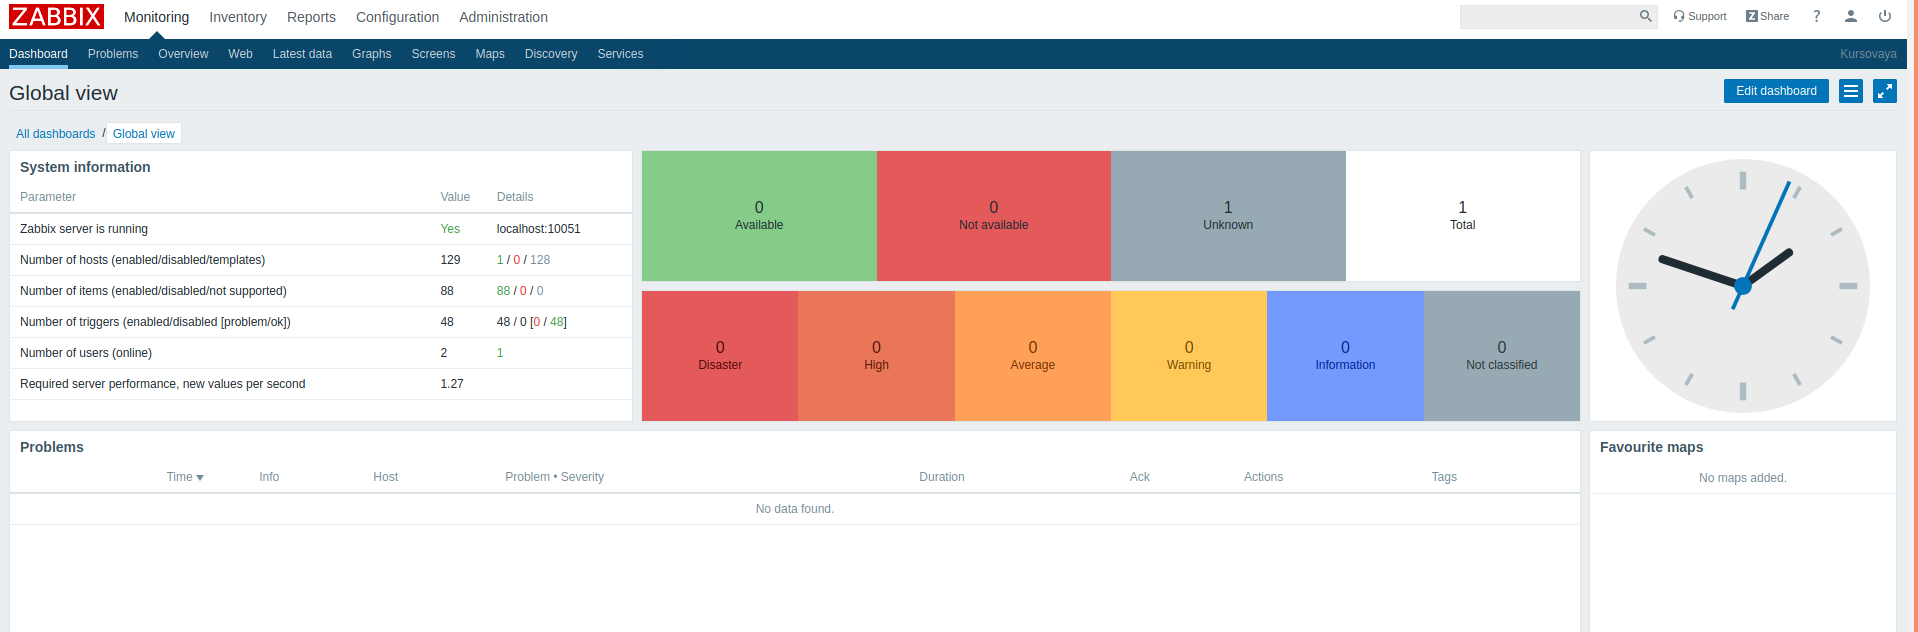 ZABBIX Monitoring Inventory Reports Configuration Administration Support Z Share ?
Dashboard Problems Overview Web Latest data Graphs Screens Maps Discovery Services Kursovaya
Global view Edit dashboard
All dashboards / Global view
System information
Parameter Value Details
Zabbix server is running Yes localhost:10051
Number of hosts (enabled/disabled/templates) 129 1 / 0 / 128
Number of items (enabled/disabled/not supported) 88 88 / 0 / 0
Number of triggers (enabled/disabled [problem/ok]) 48 48 / 0 [0 / 48]
Number of users (online) 2 1
Required server performance, new values per second 1.27
0 0 1 1
Available Not available Unknown Total
0 0 0 0 0 0
Disaster High Average Warning Information Not classified
Problems
Time Info Host Problem • Severity Duration Ack Actions Tags
No data found.
Favourite maps
No maps added.